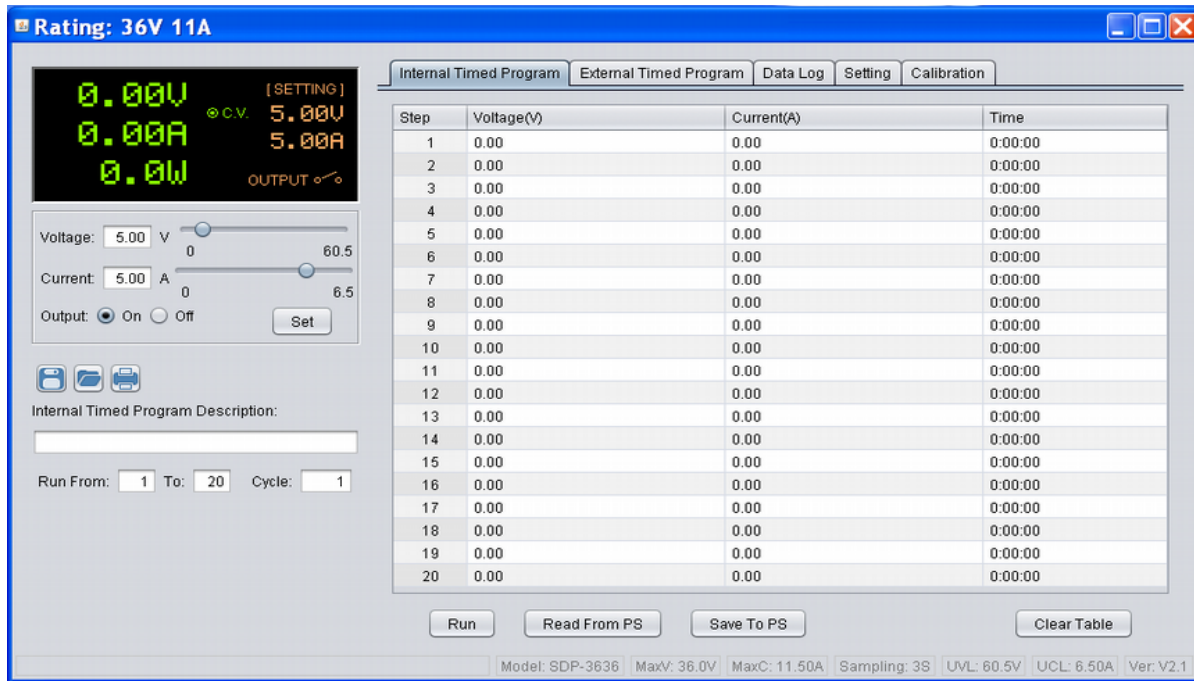 Rating: 36V 11A
0.00V
0.00A
0.0W
C.V.
[SETTING]
5.00V
5.00A
OUTPUT
Voltage: 5.00 V
0 60.5
Current: 5.00 A
0 6.5
Output: On Off
Set
Internal Timed Program Description:
Run From: 1 To: 20 Cycle: 1
Internal Timed Program External Timed Program Data Log Setting Calibration
Step Voltage(V) Current(A) Time
1 0.00 0.00 0:00:00
2 0.00 0.00 0:00:00
3 0.00 0.00 0:00:00
4 0.00 0.00 0:00:00
5 0.00 0.00 0:00:00
6 0.00 0.00 0:00:00
7 0.00 0.00 0:00:00
8 0.00 0.00 0:00:00
9 0.00 0.00 0:00:00
10 0.00 0.00 0:00:00
11 0.00 0.00 0:00:00
12 0.00 0.00 0:00:00
13 0.00 0.00 0:00:00
14 0.00 0.00 0:00:00
15 0.00 0.00 0:00:00
16 0.00 0.00 0:00:00
17 0.00 0.00 0:00:00
18 0.00 0.00 0:00:00
19 0.00 0.00 0:00:00
20 0.00 0.00 0:00:00
Run Read From PS Save To PS Clear Table
Model: SDP-3636 MaxV: 36.0V MaxC: 11.50A Sampling: 3S UVL: 60.5V UCL: 6.50A Ver: V2.1